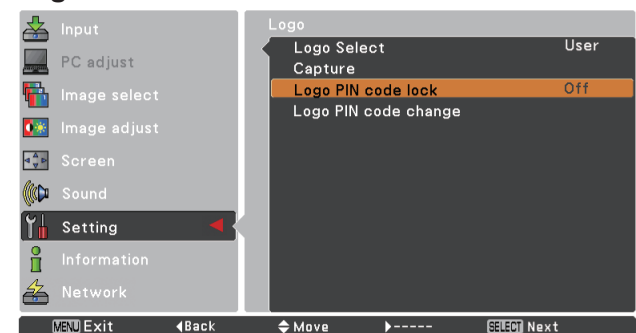 Input
PC adjust
Image select
Image adjust
Screen
Sound
Setting
Information
Network
Logo
Logo Select User
Capture
Logo PIN code lock Off
Logo PIN code change
MENU Exit ◀Back Move ▶----- SELECT Next